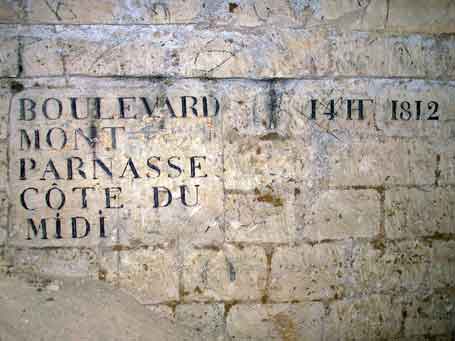 BOULEVARD
MONT
PARNASSE
CÔTE DU
MIDI
14H 1812